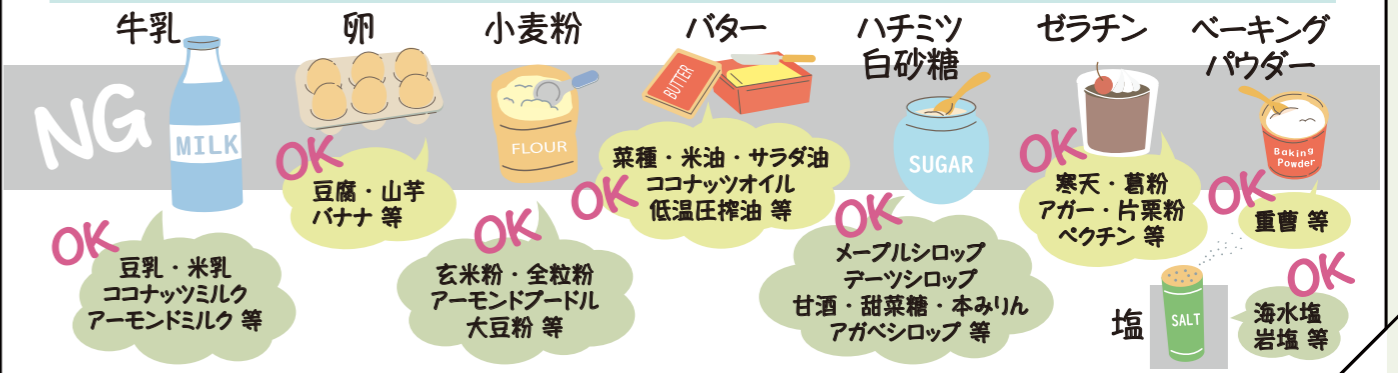 牛乳
卵
小麦粉
バター
ハチミツ
白砂糖
ゼラチン
ベーキング
パウダー
NG
MILK
FLOUR
BUTTER
SUGAR
Baking
Powder
OK
豆乳・米乳
ココナッツミルク
アーモンドミルク 等
OK
豆腐・山芋
バナナ 等
OK
玄米粉・全粒粉
アーモンドプードル
大豆粉 等
OK
菜種・米油・サラダ油
ココナッツオイル
低温圧搾油 等
OK
メープルシロップ
デーツシロップ
甘酒・甜菜糖・本みりん
アガベシロップ 等
OK
寒天・葛粉
アガー・片栗粉
ペクチン 等
OK
重曹 等
塩
SALT
OK
海水塩
岩塩 等